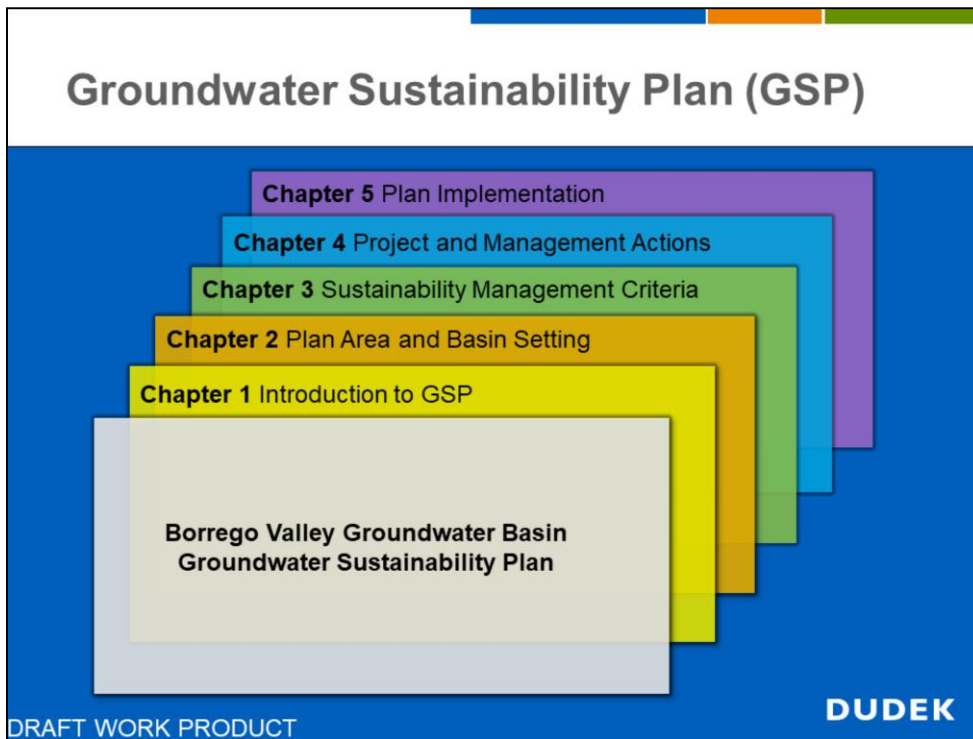 Groundwater Sustainability Plan (GSP)
Chapter 5 Plan Implementation
Chapter 4 Project and Management Actions
Chapter 3 Sustainability Management Criteria
Chapter 2 Plan Area and Basin Setting
Chapter 1 Introduction to GSP
Borrego Valley Groundwater Basin
Groundwater Sustainability Plan
DUDEK
DRAFT WORK PRODUCT